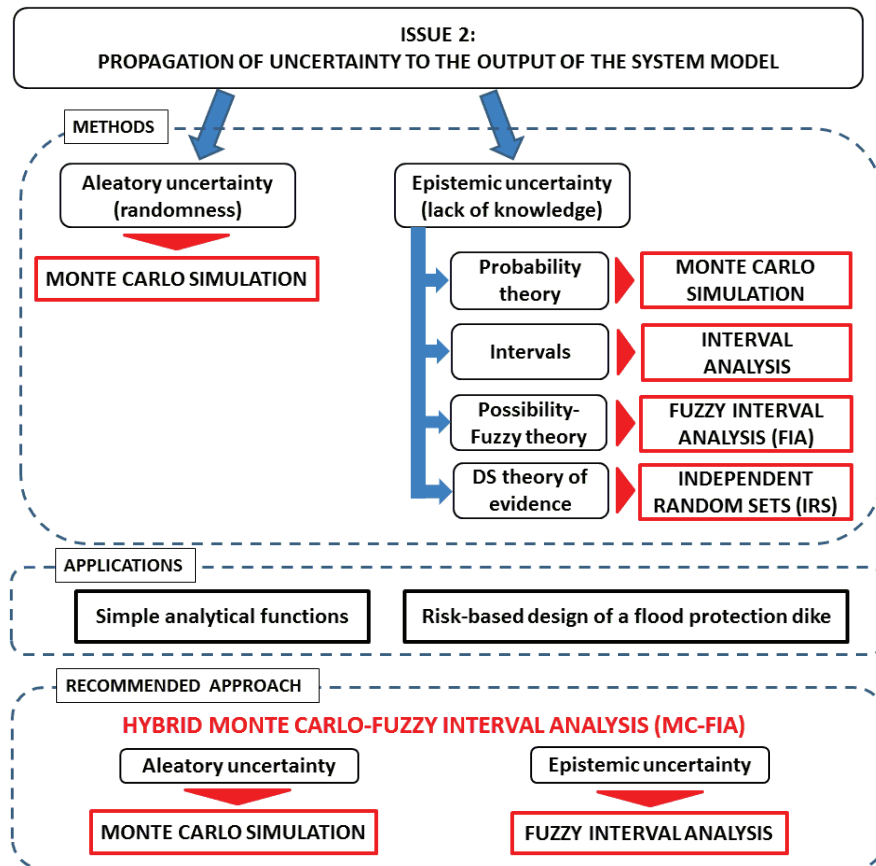 ISSUE 2:
PROPAGATION OF UNCERTAINTY TO THE OUTPUT OF THE SYSTEM MODEL
METHODS
Aleatory uncertainty
(randomness)
MONTE CARLO SIMULATION
Epistemic uncertainty
(lack of knowledge)
Probability
theory
MONTE CARLO
SIMULATION
Intervals
INTERVAL
ANALYSIS
Possibility-
Fuzzy theory
FUZZY INTERVAL
ANALYSIS (FIA)
DS theory of
evidence
INDEPENDENT
RANDOM SETS (IRS)
APPLICATIONS
Simple analytical functions
Risk-based design of a flood protection dike
RECOMMENDED APPROACH
HYBRID MONTE CARLO-FUZZY INTERVAL ANALYSIS (MC-FIA)
Aleatory uncertainty
MONTE CARLO SIMULATION
Epistemic uncertainty
FUZZY INTERVAL ANALYSIS